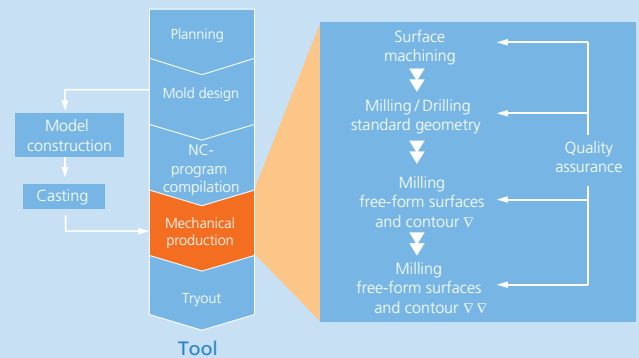 Planning
Mold design
NC-
program
compilation
Mechanical
production
Tryout
Tool
Model
construction
Casting
Surface
machining
Milling / Drilling
standard geometry
Milling
free-form surfaces
and contour ∇
Milling
free-form surfaces
and contour ∇ ∇
Quality
assurance